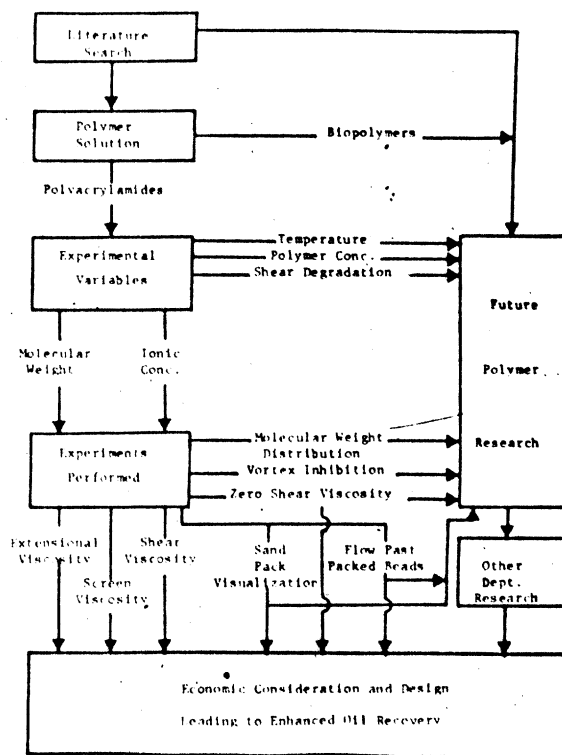 Literature
Search
Polymer
Solution
Biopolymers
Polyacrylamides
Experimental
Variables
Temperature
Polymer Conc.
Shear Degradation
Future
Polymer
Research
Molecular
Weight
Ionic
Conc.
Experiments
Performed
Molecular Weight
Distribution
Vortex Inhibition
Zero Shear Viscosity
Extensional
Viscosity
Screen
Viscosity
Shear
Viscosity
Sand
Pack
Visualization
Flow Past
Packed Beads
Other
Dept.
Research
Economic Consideration and Design
Leading to Enhanced Oil Recovery